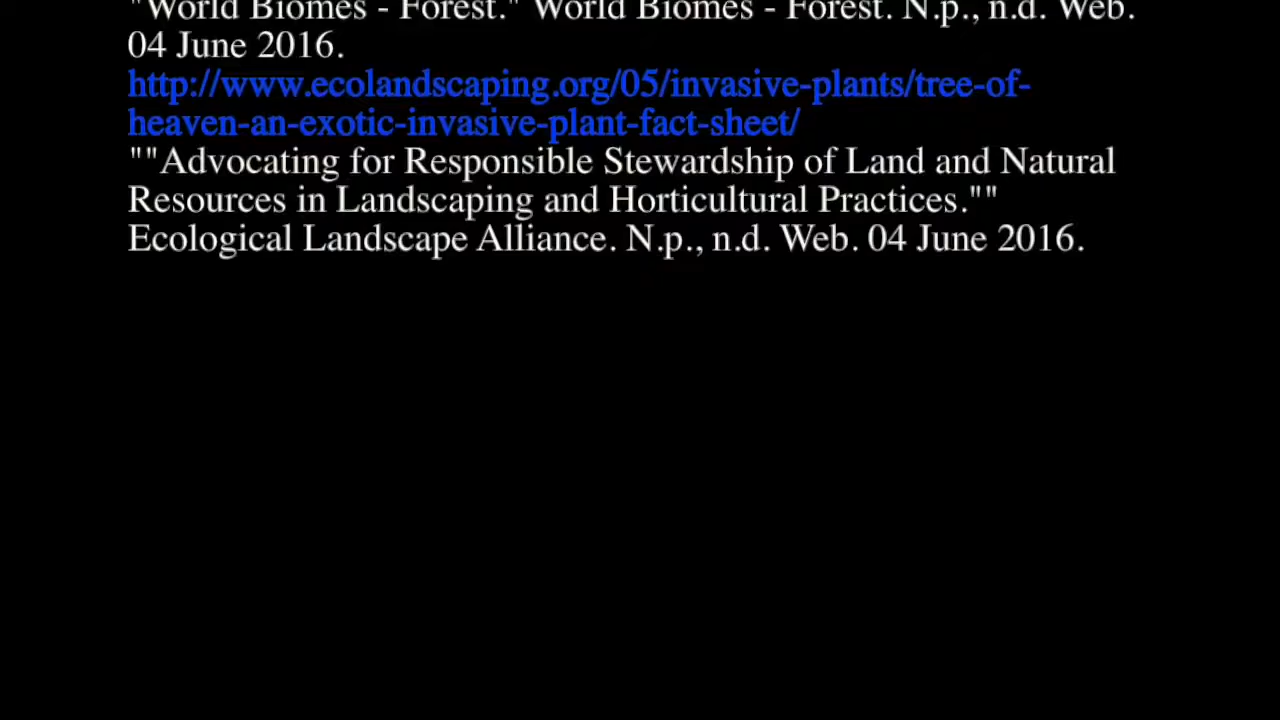 "World Biomes - Forest." World Biomes - Forest. N.p., n.d. Web.
04 June 2016.
http://www.ecolandscaping.org/05/invasive-plants/tree-of-
heaven-an-exotic-invasive-plant-fact-sheet/
""Advocating for Responsible Stewardship of Land and Natural
Resources in Landscaping and Horticultural Practices.""
Ecological Landscape Alliance. N.p., n.d. Web. 04 June 2016.